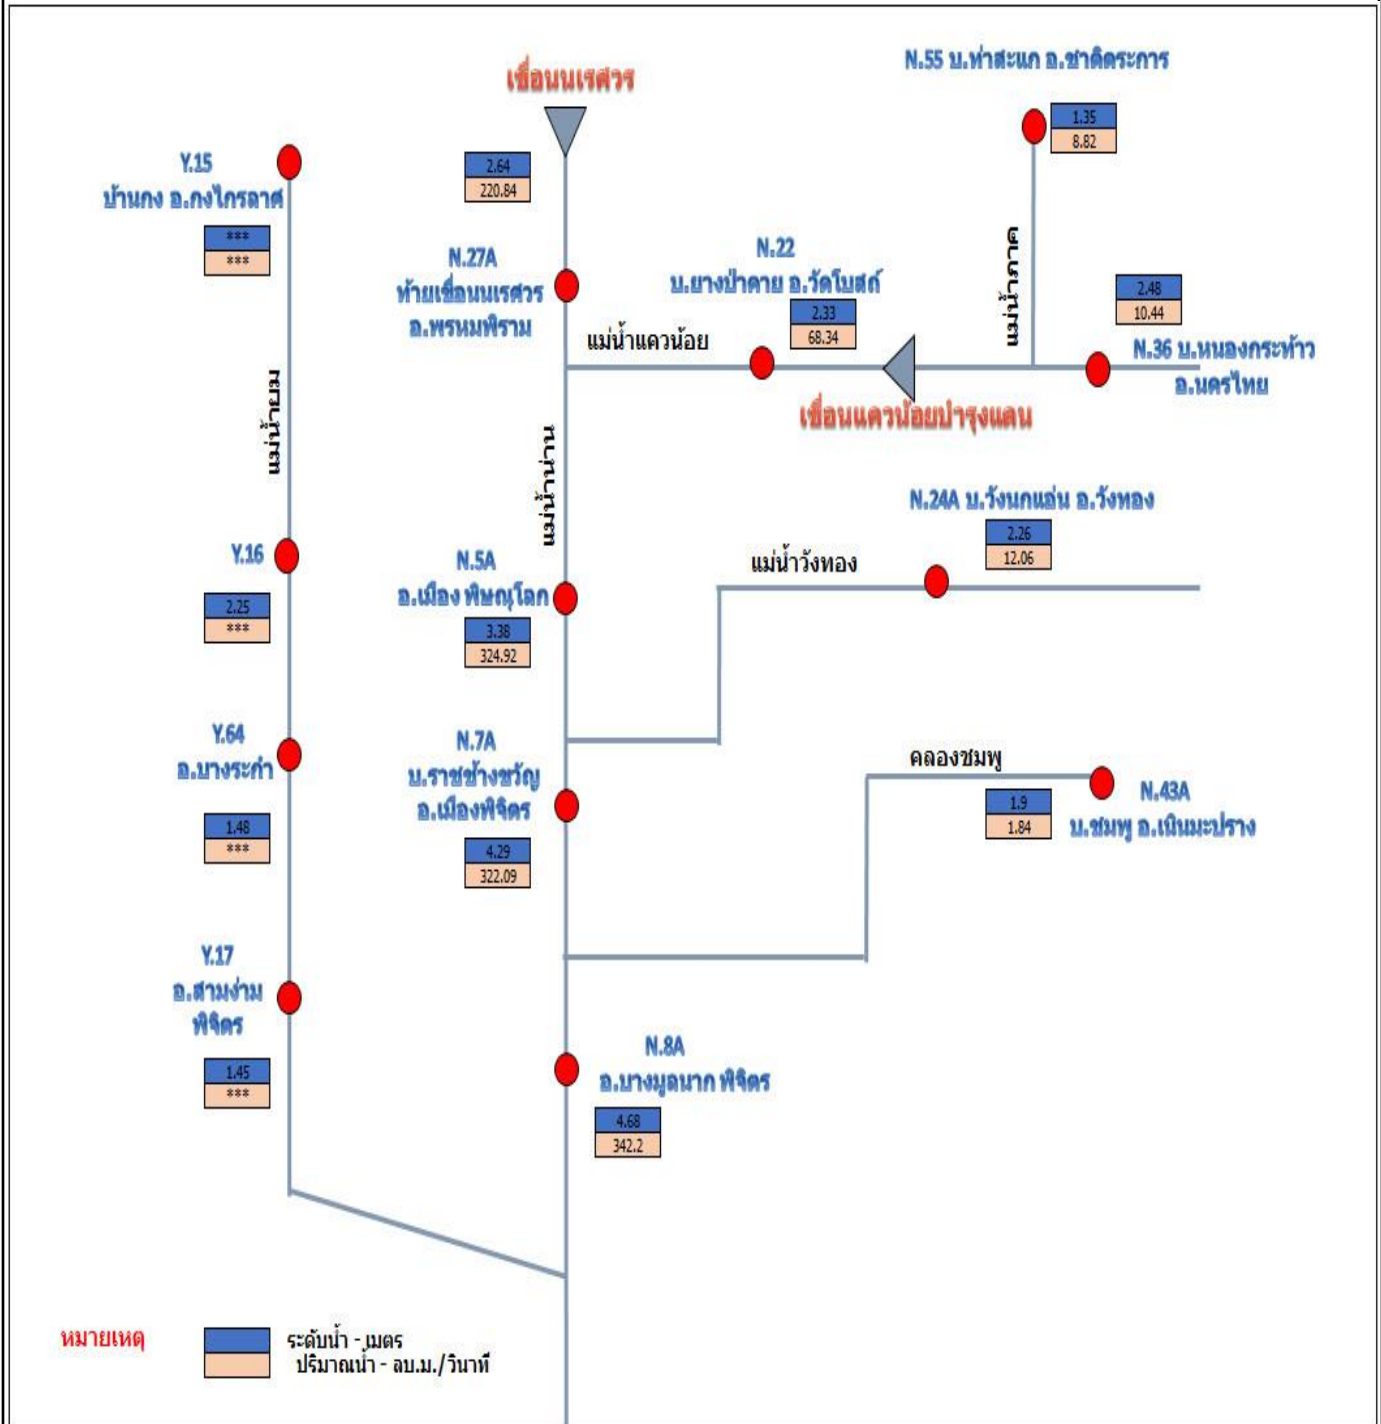 เขื่อนนเรศวร
2.64
220.84
N.55 บ.ท่าสะแก อ.ชาติตระการ
1.35
8.82
Y.15
บ้านกง อ.กงไกรลาศ
***
***
N.27A
ท้ายเขื่อนนเรศวร
อ.พรหมพิราม
N.22
บ.ยางป่าคาย อ.วัดโบสถ์
2.33
68.34
แม่น้ำแควน้อย
แม่น้ำภาค
2.48
10.44
N.36 บ.หนองกระท้าว
อ.นครไทย
เขื่อนแควน้อยบำรุงแดน
แม่น้ำยม
แม่น้ำน่าน
N.24A บ.วังนกแอ่น อ.วังทอง
2.26
12.06
แม่น้ำวังทอง
Y.16
2.25
***
N.5A
อ.เมือง พิษณุโลก
3.38
324.92
Y.64
อ.บางระกำ
1.48
***
N.7A
บ.ราชช้างขวัญ
อ.เมืองพิจิตร
4.29
322.09
คลองชมพู
1.9
1.84
N.43A
บ.ชมพู อ.เนินมะปราง
Y.17
อ.สามง่าม
พิจิตร
1.45
***
N.8A
อ.บางมูลนาก พิจิตร
4.68
342.2
หมายเหตุ
ระดับน้ำ - เมตร
ปริมาณน้ำ - ลบ.ม./วินาที